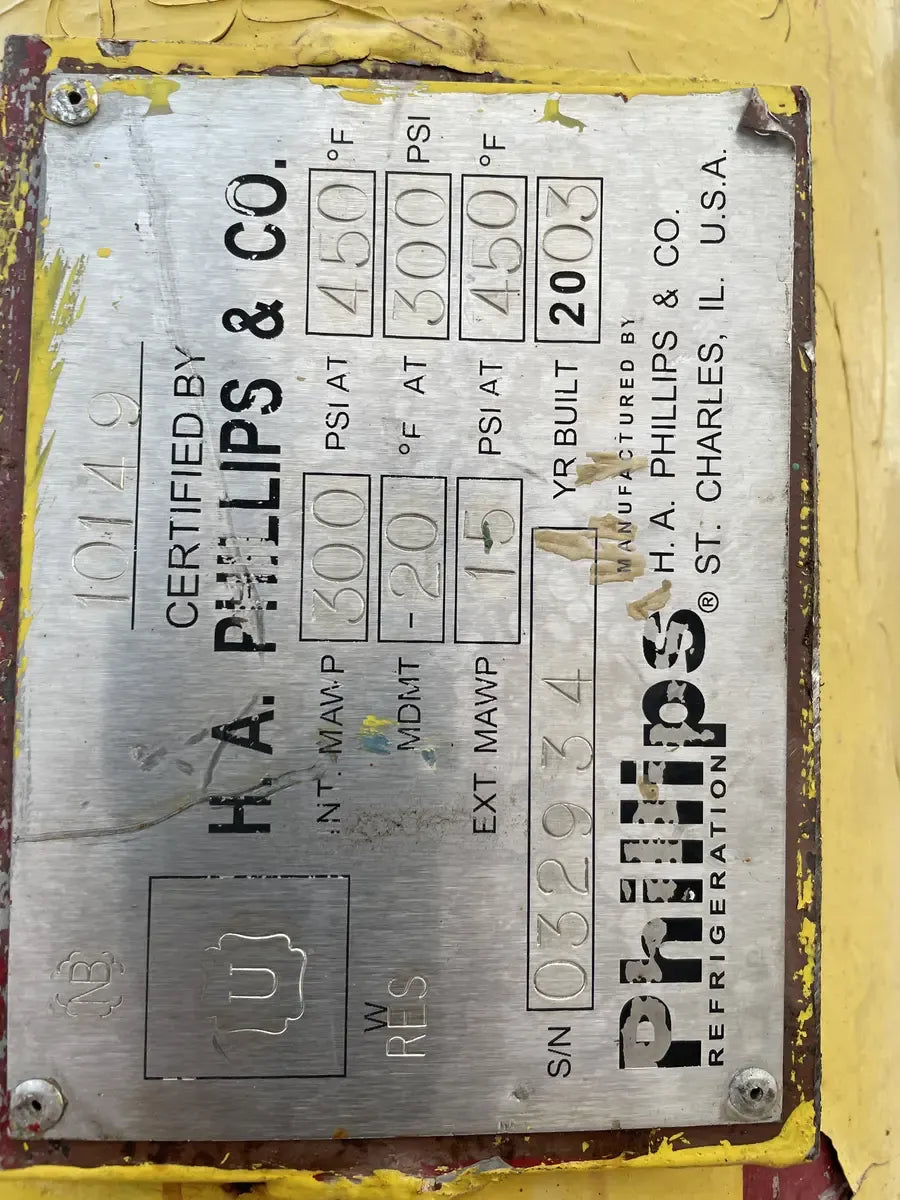 NB
10149
CERTIFIED BY
H. A. PHILLIPS & CO.
U
W
RES
INT. MAWP 300 PSI AT 450 °F
MDMT -20 °F AT 300 PSI
EXT. MAWP 15 PSI AT 450 °F
S/N 032934 YR BUILT 2003
Phillips®
REFRIGERATION
MANUFACTURED BY
H. A. PHILLIPS & CO.
ST. CHARLES, IL. U.S.A.